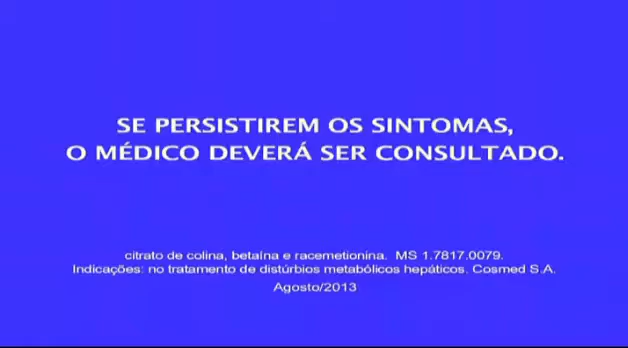 SE PERSISTIREM OS SINTOMAS,
O MÉDICO DEVERÁ SER CONSULTADO.
citrato de colina, betaína e racemetionina. MS 1.7817.0079.
Indicações: no tratamento de distúrbios metabólicos hepáticos. Cosmed S.A.
Agosto/2013